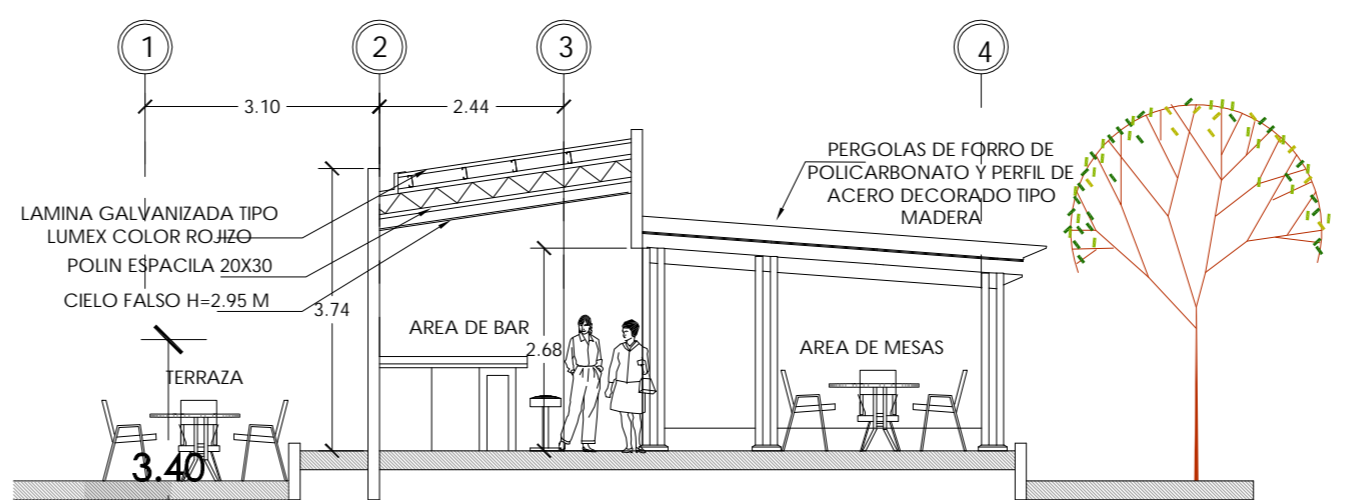 1
2
3
4
3.10
2.44
PERGOLAS DE FORRO DE
POLICARBONATO Y PERFIL DE
ACERO DECORADO TIPO
MADERA
LAMINA GALVANIZADA TIPO
LUMEX COLOR ROJIZO
POLIN ESPACILA 20X30
CIELO FALSO H=2.95 M
3.74
AREA DE BAR
2.68
AREA DE MESAS
TERRAZA
3.40